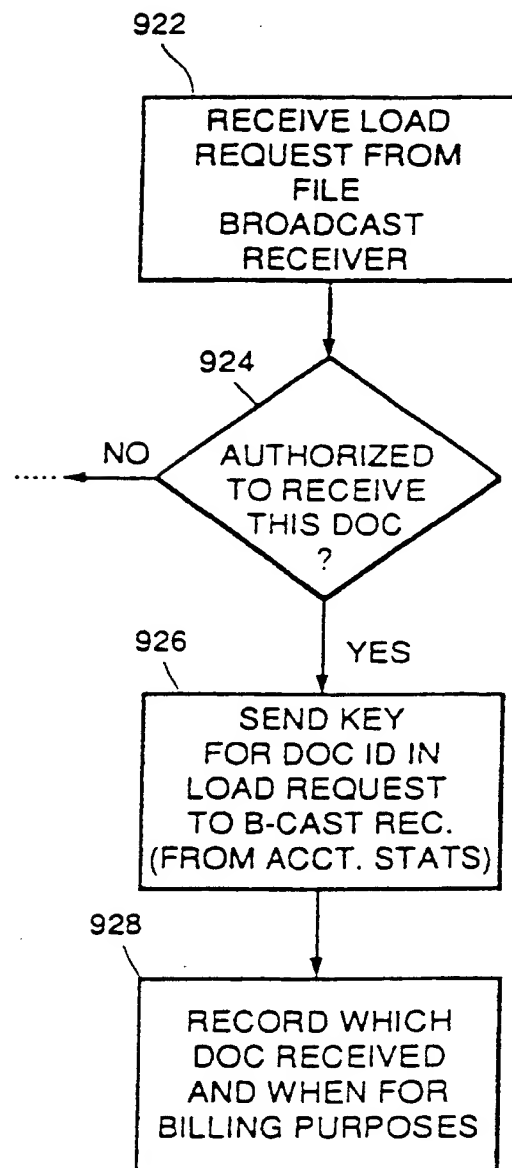 922
RECEIVE LOAD
REQUEST FROM
FILE
BROADCAST
RECEIVER
924
NO
AUTHORIZED
TO RECEIVE
THIS DOC
?
YES
926
SEND KEY
FOR DOC ID IN
LOAD REQUEST
TO B-CAST REC.
(FROM ACCT. STATS)
928
RECORD WHICH
DOC RECEIVED
AND WHEN FOR
BILLING PURPOSES